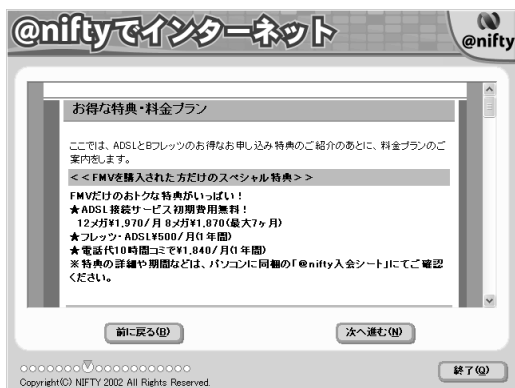 @niftyでインターネット
@nifty
お得な特典・料金プラン
ここでは、ADSLとBフレッツのお得なお申し込み特典のご紹介のあとに、料金プランのご
案内をします。
<<FMVを購入された方だけのスペシャル特典>>
FMVだけのおトクな特典がいっぱい!
★ADSL接続サービス初期費用無料!
12メガ¥1,970/月 8メガ¥1,870(最大7ヶ月)
★フレッツ・ADSL¥500/月(1年間)
★電話代10時間コミで¥1,840/月(1年間)
※特典の詳細や期間などは、パソコンに同梱の「@nifty入会シート」にてご確認
ください。
前に戻る(B)
次へ進む(N)
終了(Q)
Copyright(C) NIFTY 2002 All Rights Reserved.